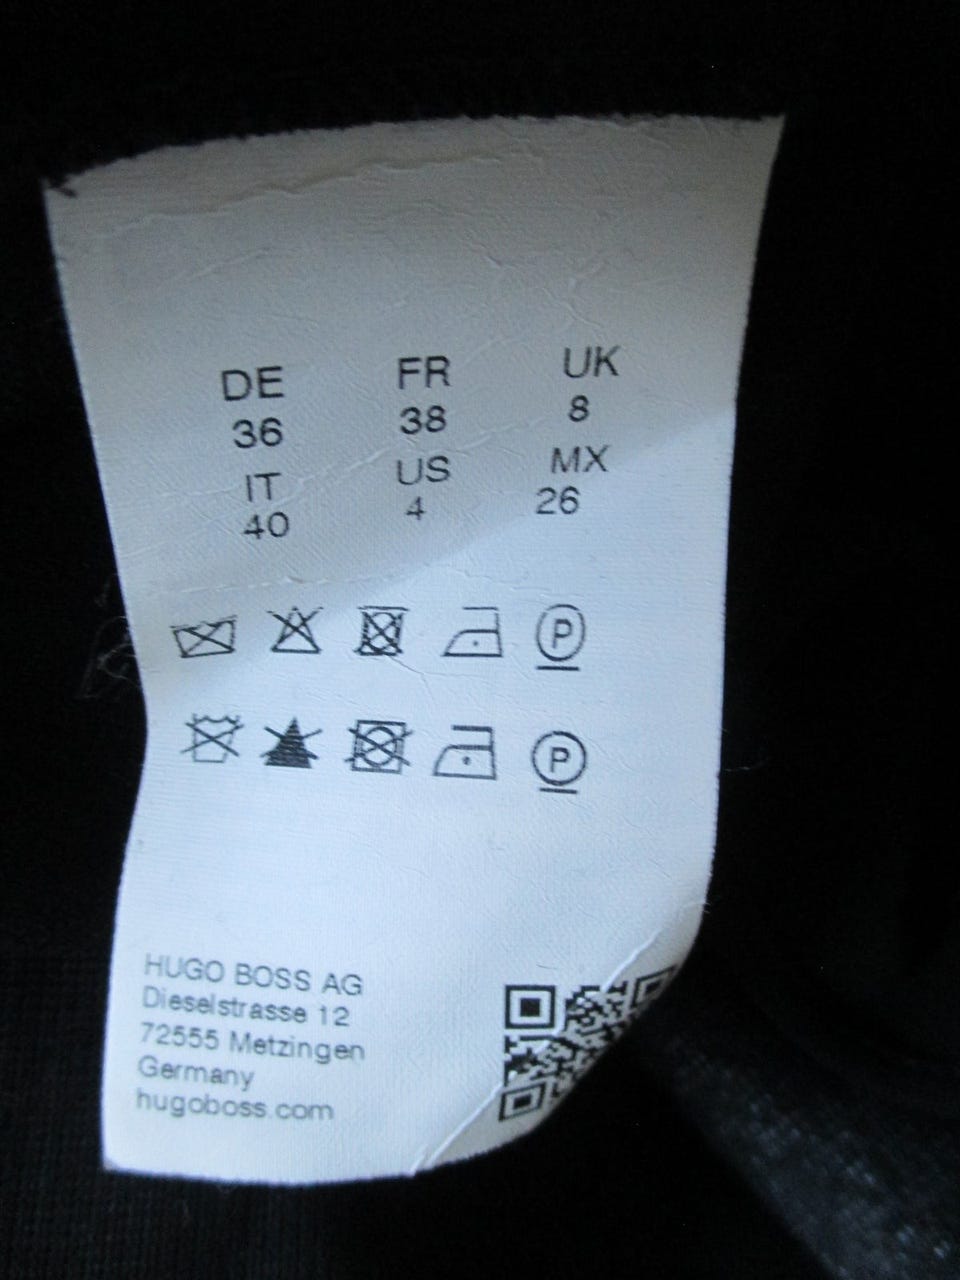 DE FR UK
36 38 8
IT US MX
40 4 26
P
P
HUGO BOSS AG
Dieselstrasse 12
72555 Metzingen
Germany
hugoboss.com